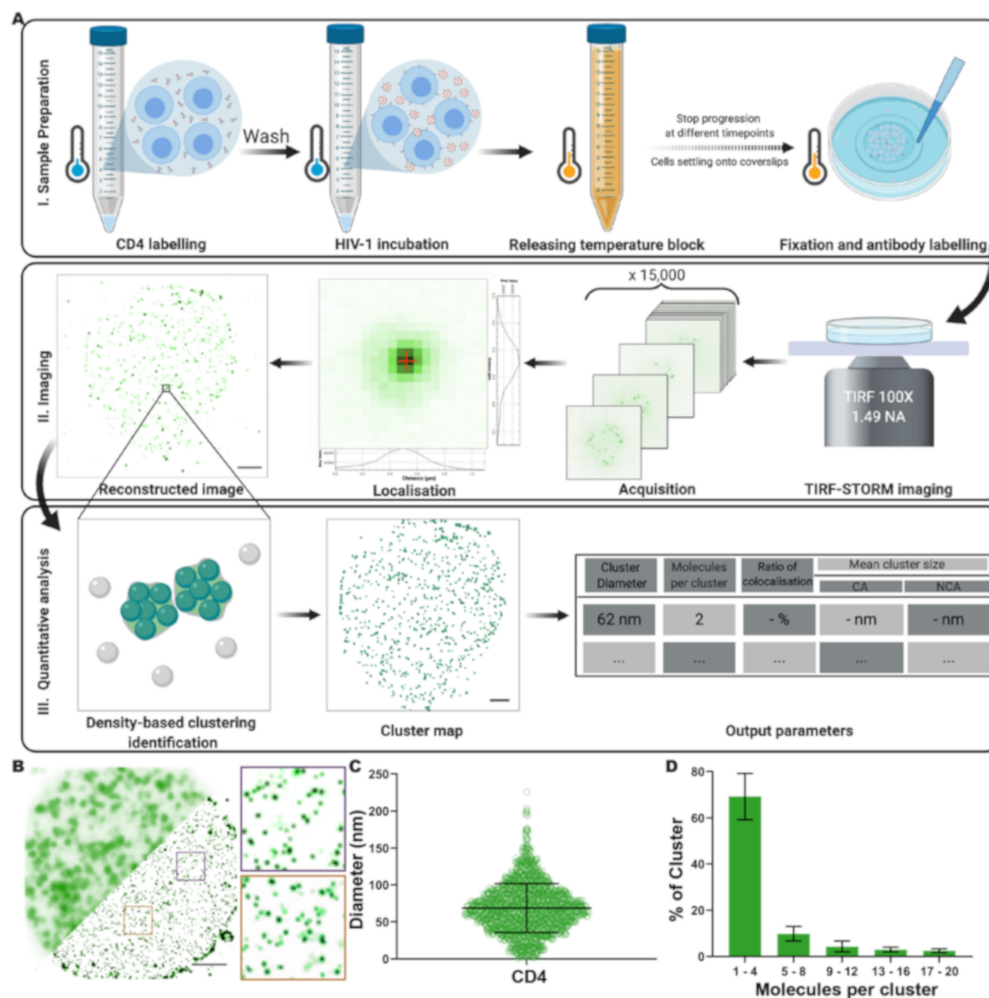 A
I. Sample Preparation
Wash
Stop progression
at different timepoints
Cells settling onto coverslips
CD4 labelling
HIV-1 incubation
Releasing temperature block
Fixation and antibody labelling
II. Imaging
x 15,000
TIRF 100X
1.49 NA
Distance (µm)
Reconstructed image
Localisation
Acquisition
TIRF-STORM imaging
III. Quantitative analysis
Cluster Diameter
Molecules per cluster
Ratio of colocalisation
Mean cluster size
CA
NCA
62 nm
2
- %
- nm
- nm
...
...
...
...
...
Density-based clustering
identification
Cluster map
Output parameters
B
C
Diameter (nm)
250
200
150
100
50
0
CD4
D
% of Cluster
80
60
40
20
0
1 - 4
5 - 8
9 - 12
13 - 16
17 - 20
Molecules per cluster